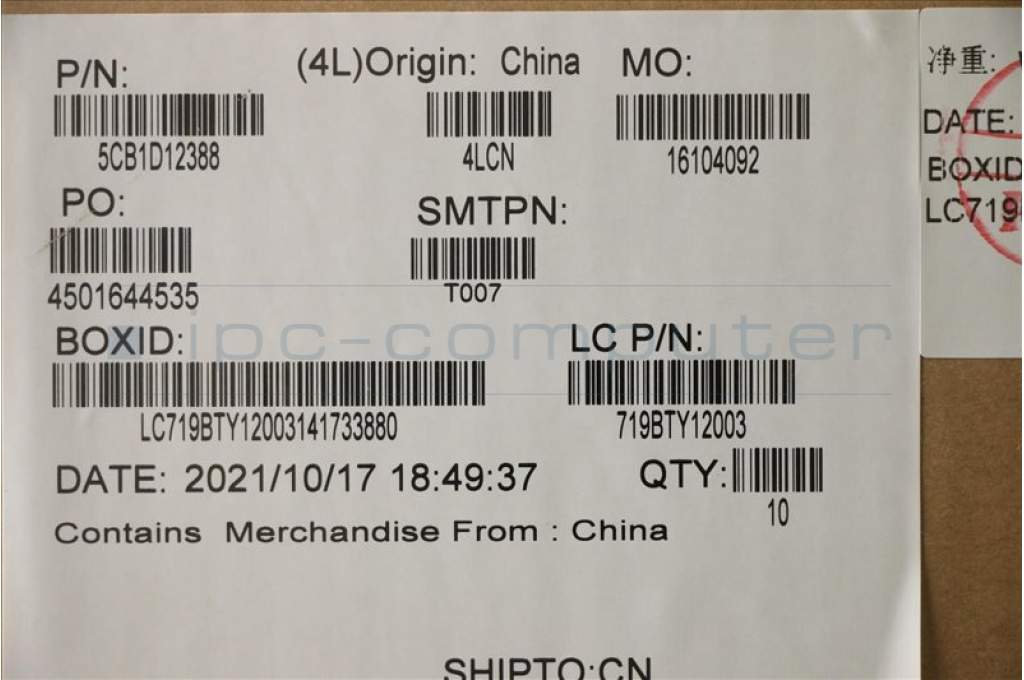 P/N: (4L)Origin: China MO:
5CB1D12388 4LCN 16104092
PO: SMTPN:
4501644535 T007
BOXID: LC P/N:
LC719BTY12003141733880 719BTY12003
DATE: 2021/10/17 18:49:37 QTY:
10
Contains Merchandise From : China
SHIPTO:CN
ipc-computer
净重:
DATE:
BOXID
LC719